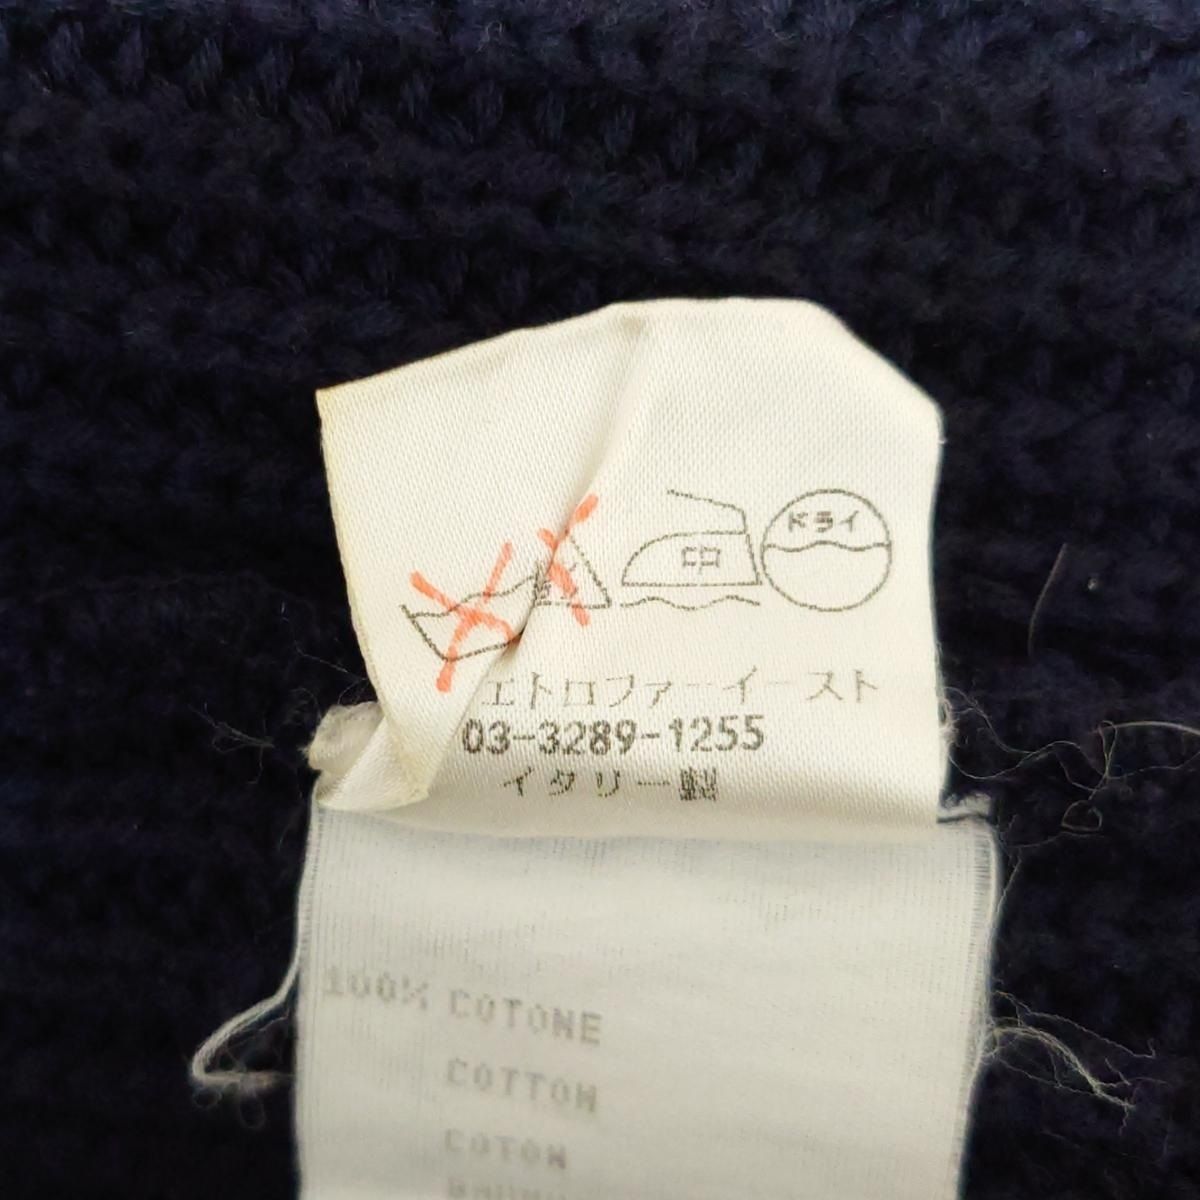 中 ドライ
エトロファーイースト
03-3289-1255
イタリー製
100% COTONE
COTTON
COTON